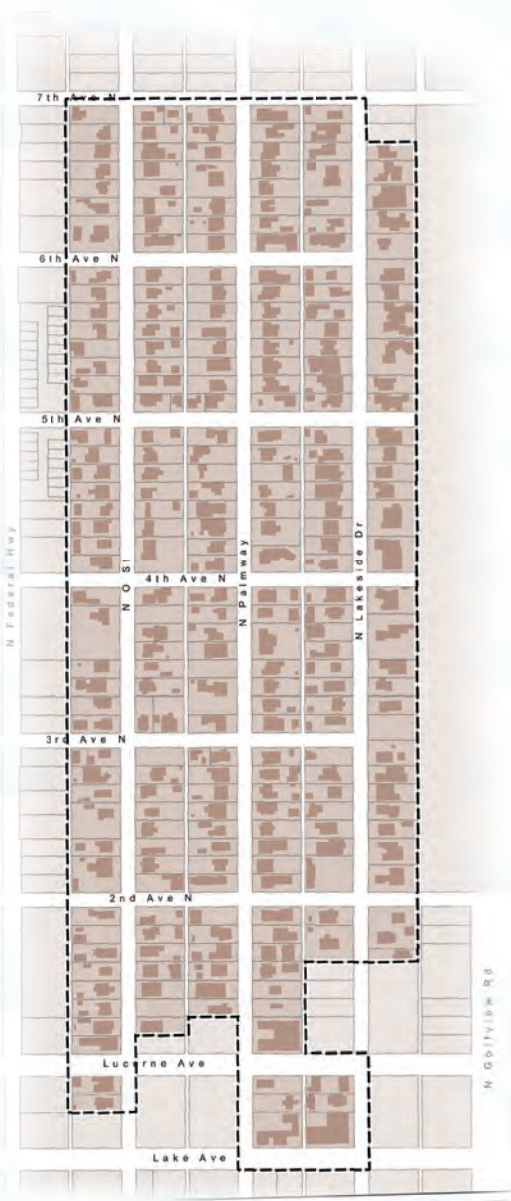 7th Ave N
6th Ave N
5th Ave N
N Federal Hwy
N O St
4th Ave N
N Palmway
N Lakeside Dr
3rd Ave N
2nd Ave N
Lucerne Ave
N Golfview Rd
Lake Ave